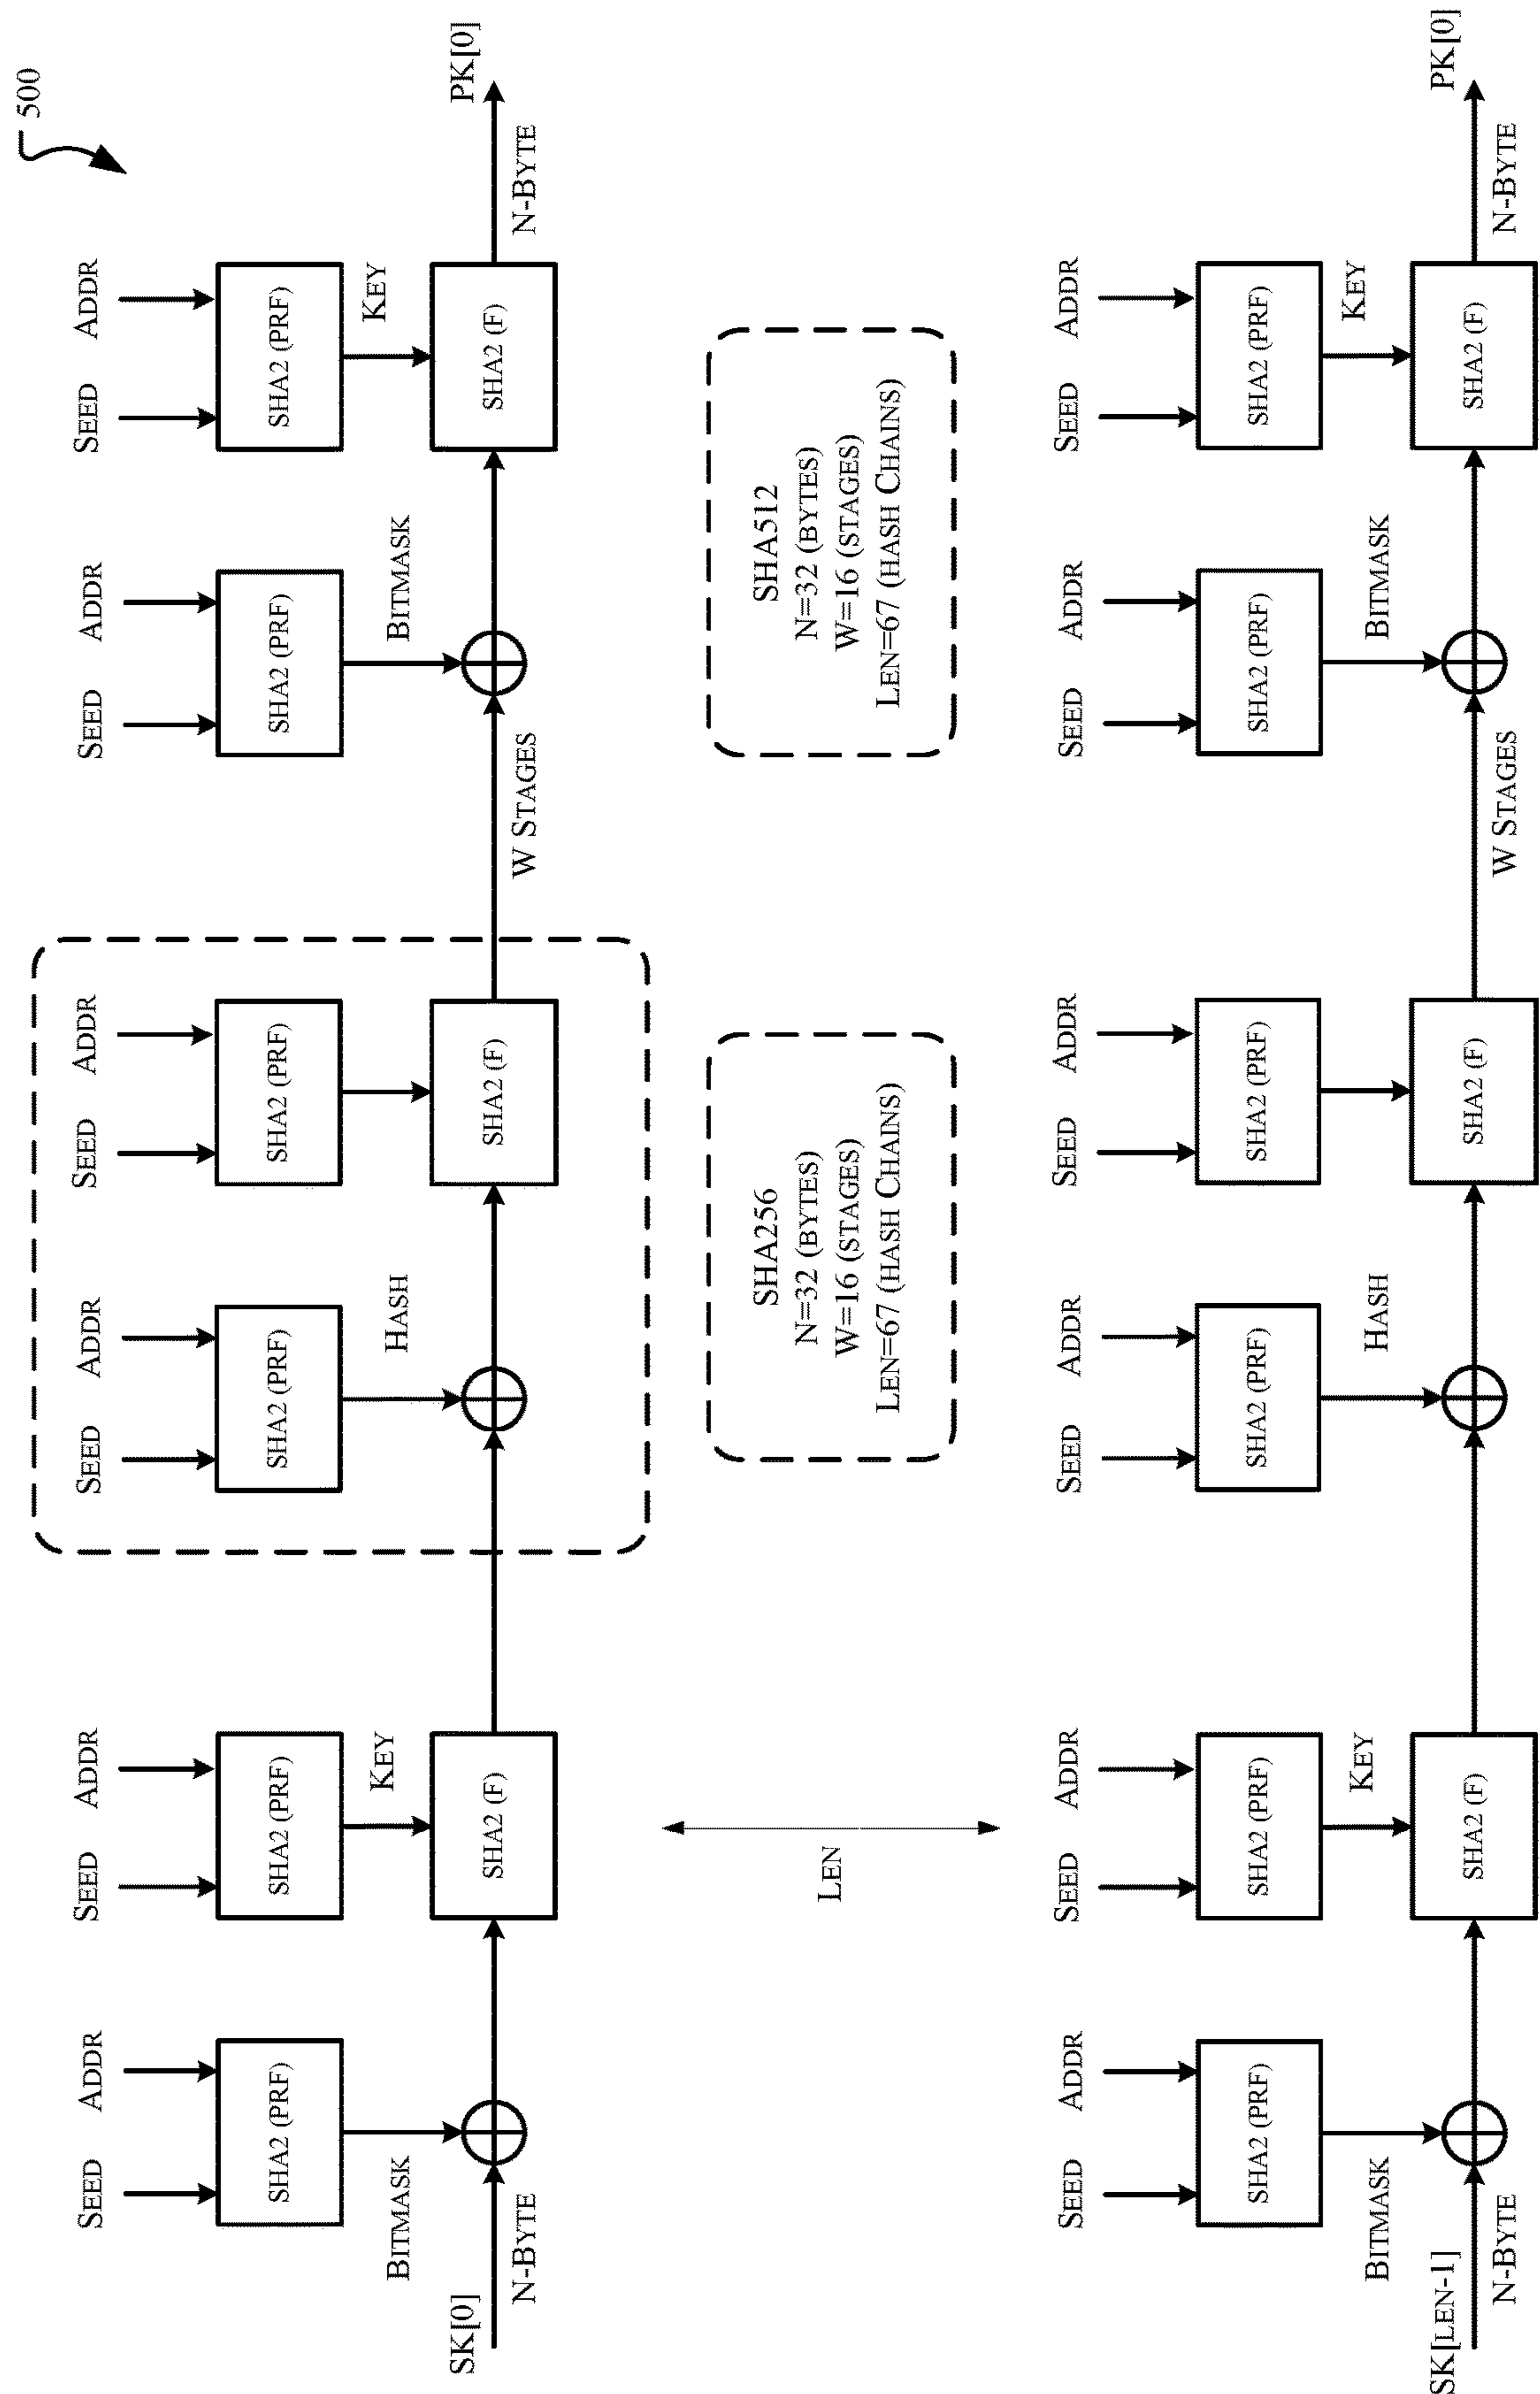 500
SEED ADDR SEED ADDR SEED ADDR SEED ADDR SEED ADDR SEED ADDR
SHA2 (PRF) SHA2 (PRF) SHA2 (PRF) SHA2 (PRF) SHA2 (PRF) SHA2 (PRF)
BITMASK KEY HASH BITMASK KEY
SK[0] SHA2 (F) SHA2 (F) SHA2 (F) PK[0]
N-BYTE W STAGES N-BYTE
LEN
SHA256
N=32 (BYTES)
W=16 (STAGES)
LEN=67 (HASH CHAINS)
SHA512
N=32 (BYTES)
W=16 (STAGES)
LEN=67 (HASH CHAINS)
SEED ADDR SEED ADDR SEED ADDR SEED ADDR SEED ADDR SEED ADDR
SHA2 (PRF) SHA2 (PRF) SHA2 (PRF) SHA2 (PRF) SHA2 (PRF) SHA2 (PRF)
BITMASK KEY HASH BITMASK KEY
SK[LEN-1] SHA2 (F) SHA2 (F) SHA2 (F) PK[0]
N-BYTE W STAGES N-BYTE